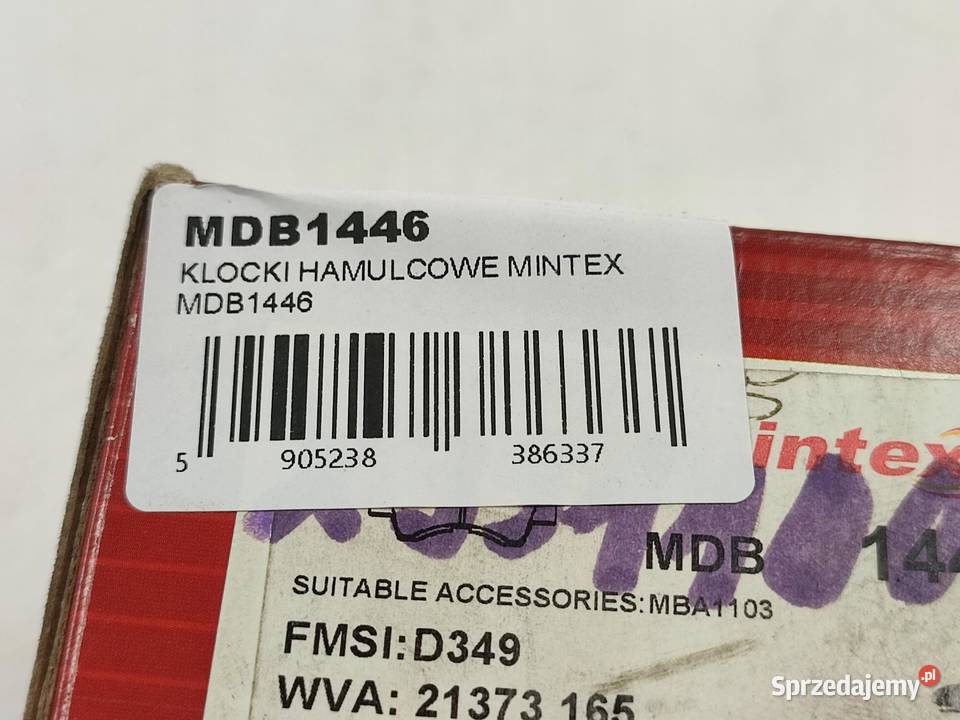 MDB1446
KLOCKI HAMULCOWE MINTEX
MDB1446
5 905238 386337
intex
MDB 144
SUITABLE ACCESSORIES:MBA1103
FMSI:D349
WVA: 21373 165
Sprzedajemy.pl